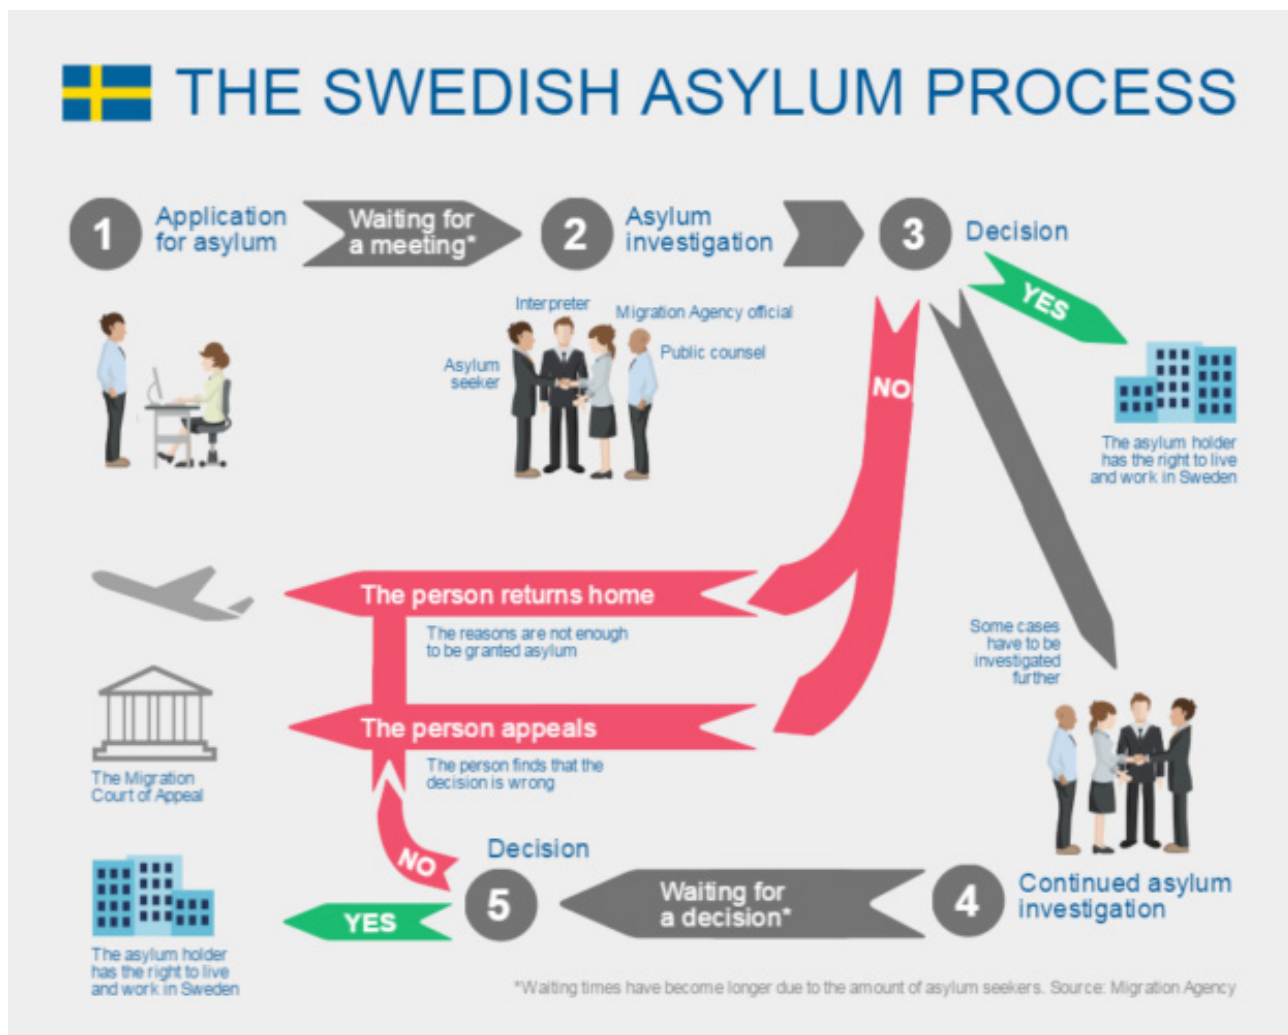 THE SWEDISH ASYLUM PROCESS
1
Application
for asylum
Waiting for
a meeting*
2
Asylum
investigation
3
Decision
YES
Interpreter
Migration Agency official
Asylum
seeker
Public counsel
NO
The asylum holder
has the right to live
and work in Sweden
The person returns home
The reasons are not enough
to be granted asylum
Some cases
have to be
investigated
further
The person appeals
The person finds that the
decision is wrong
The Migration
Court of Appeal
NO
Decision
5
YES
Waiting for
a decision*
4
Continued asylum
investigation
The asylum holder
has the right to live
and work in Sweden
*Waiting times have become longer due to the amount of asylum seekers. Source: Migration Agency